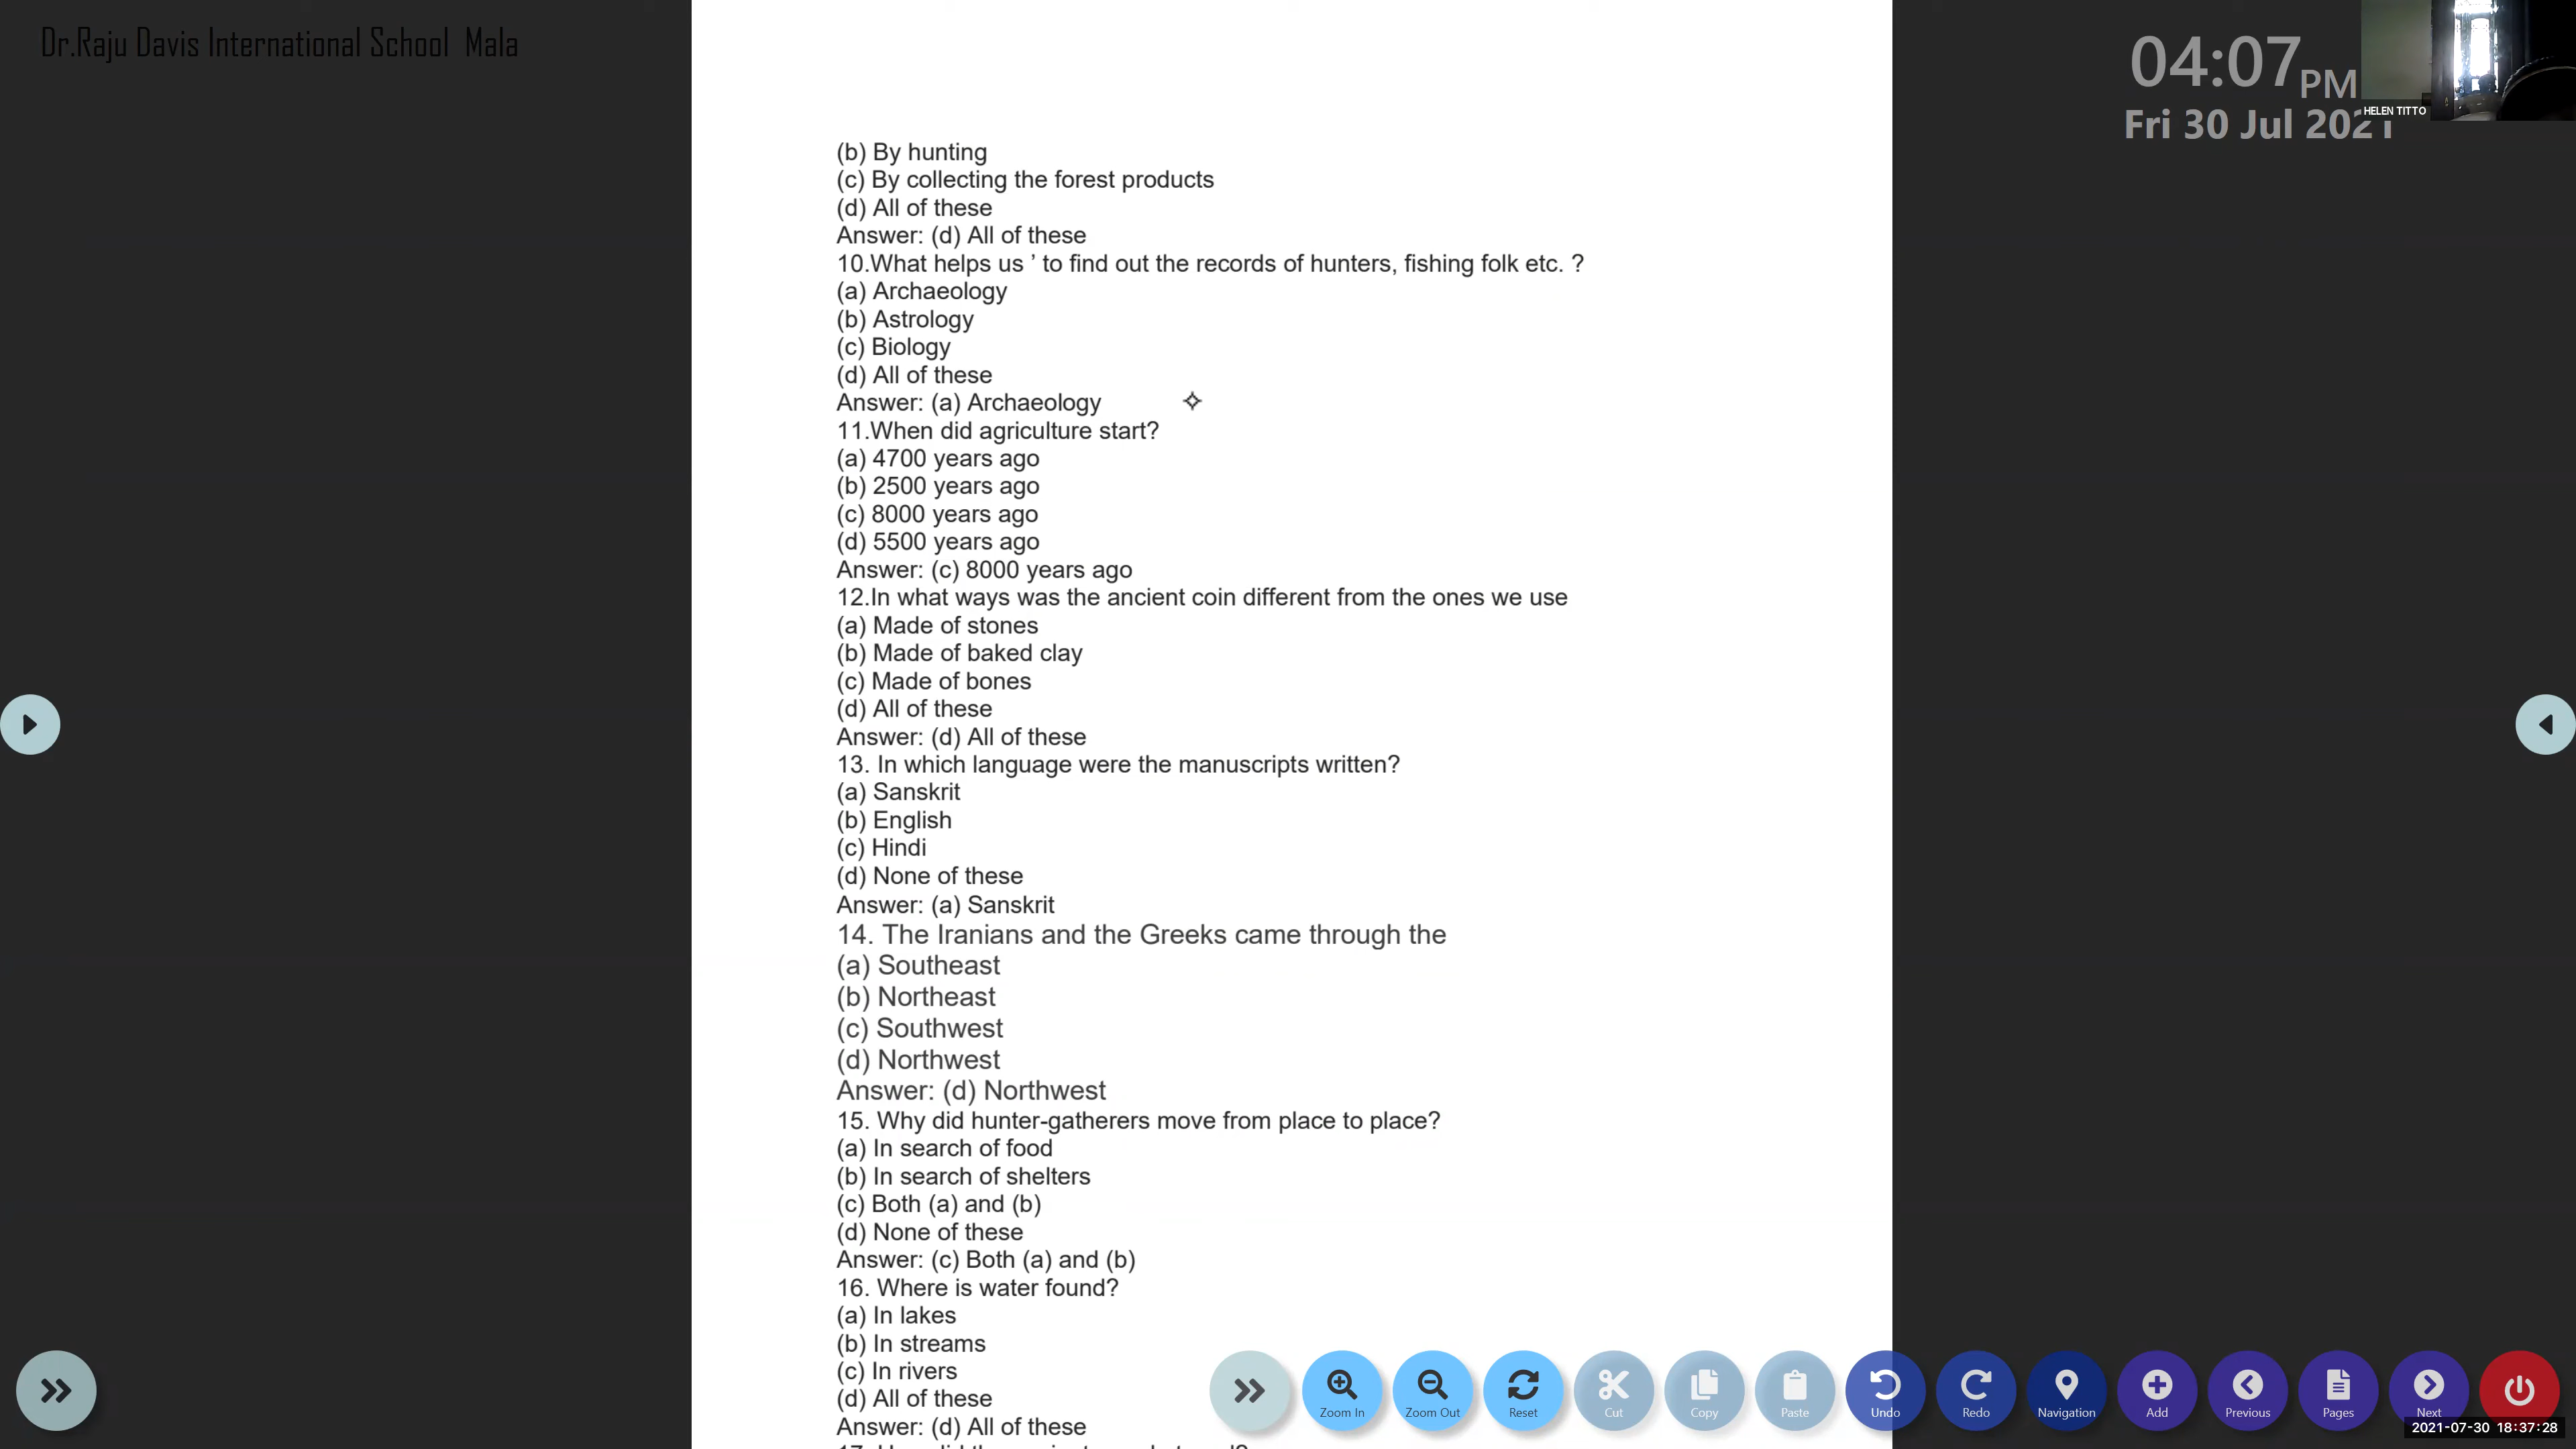 Dr.Raju Davis International School Mala
04:07 PM
Fri 30 Jul 2021
HELEN TITTO
(b) By hunting
(c) By collecting the forest products
(d) All of these
Answer: (d) All of these
10.What helps us ’ to find out the records of hunters, fishing folk etc. ?
(a) Archaeology
(b) Astrology
(c) Biology
(d) All of these
Answer: (a) Archaeology
11.When did agriculture start?
(a) 4700 years ago
(b) 2500 years ago
(c) 8000 years ago
(d) 5500 years ago
Answer: (c) 8000 years ago
12.In what ways was the ancient coin different from the ones we use
(a) Made of stones
(b) Made of baked clay
(c) Made of bones
(d) All of these
Answer: (d) All of these
13. In which language were the manuscripts written?
(a) Sanskrit
(b) English
(c) Hindi
(d) None of these
Answer: (a) Sanskrit
14. The Iranians and the Greeks came through the
(a) Southeast
(b) Northeast
(c) Southwest
(d) Northwest
Answer: (d) Northwest
15. Why did hunter-gatherers move from place to place?
(a) In search of food
(b) In search of shelters
(c) Both (a) and (b)
(d) None of these
Answer: (c) Both (a) and (b)
16. Where is water found?
(a) In lakes
(b) In streams
(c) In rivers
(d) All of these
Answer: (d) All of these
Zoom In Zoom Out Reset Cut Copy Paste Undo Redo Navigation Add Previous Pages Next
2021-07-30 18:37:28